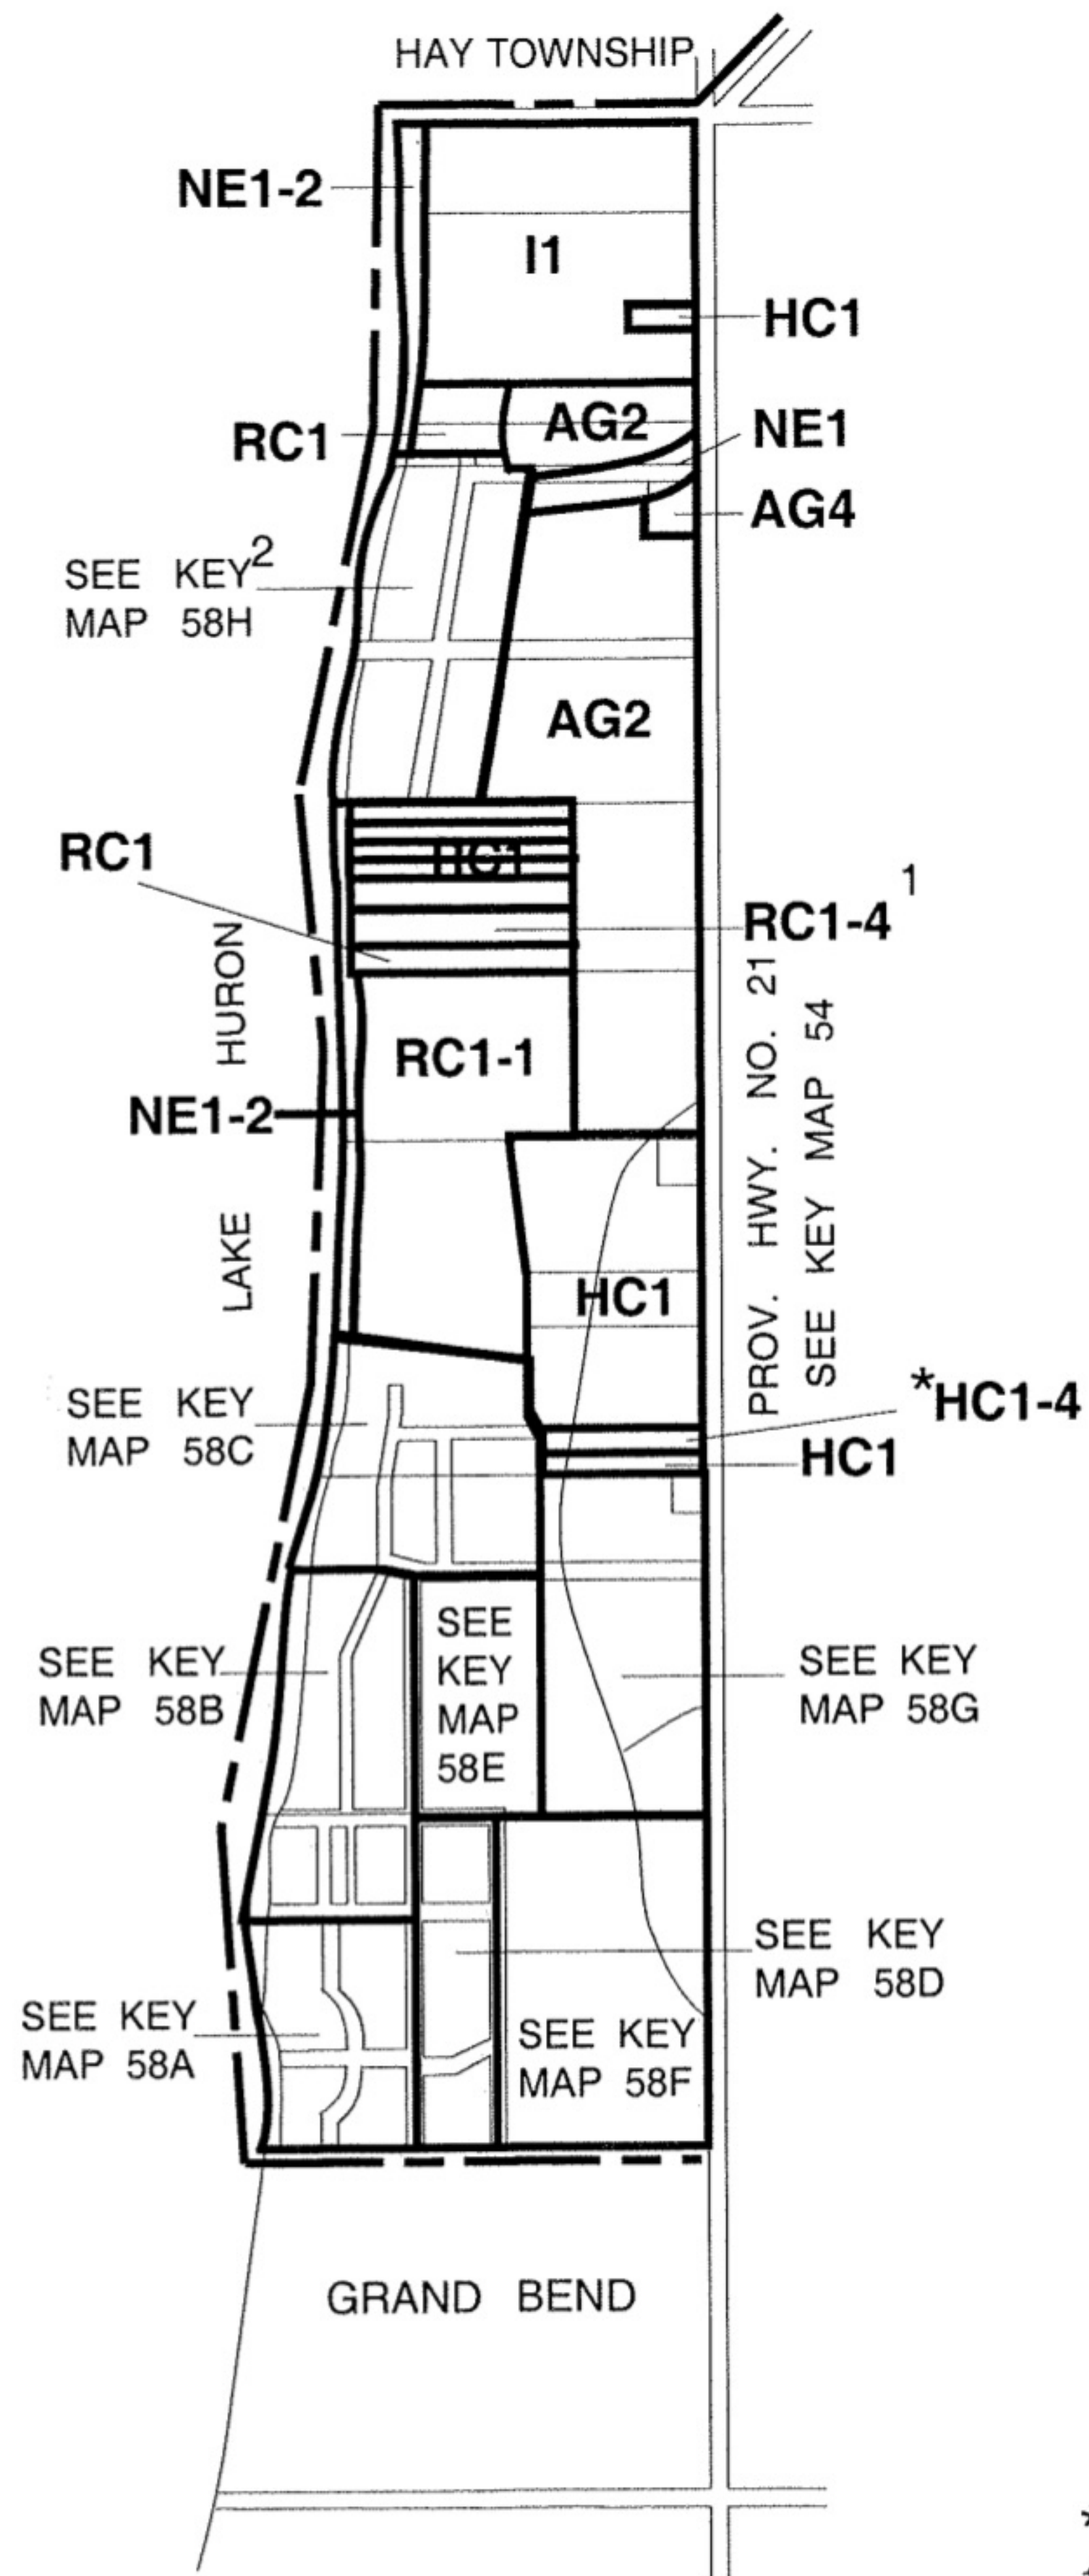 HAY TOWNSHIP
NE1-2
I1
HC1
RC1
AG2
NE1
AG4
SEE KEY 2
MAP 58H
AG2
RC1
RC1
RC1-4 1
LAKE HURON
RC1-1
NE1-2
PROV. HWY. NO. 21
SEE KEY MAP 54
HC1
*HC1-4
HC1
SEE KEY
MAP 58C
SEE KEY
MAP 58B
SEE
KEY
MAP
58E
SEE KEY
MAP 58G
SEE KEY
MAP 58D
SEE KEY
MAP 58A
SEE KEY
MAP 58F
GRAND BEND